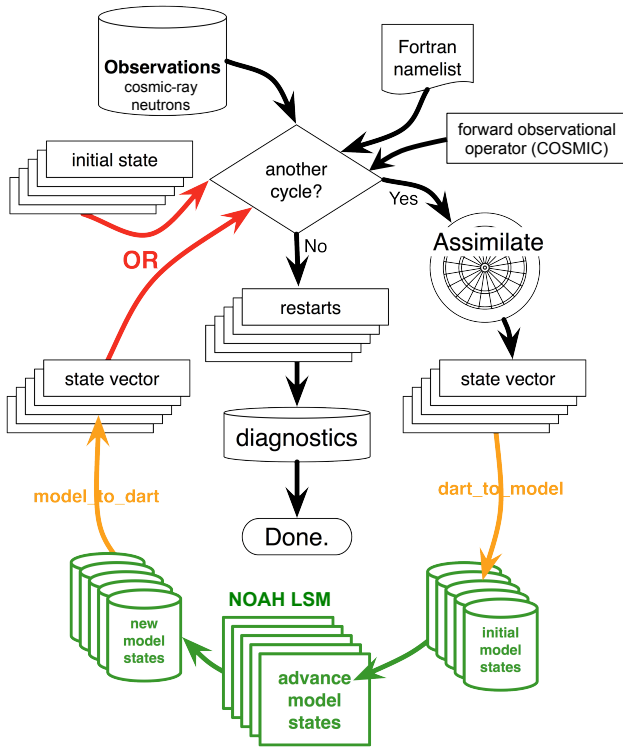 Observations
cosmic-ray
neutrons
Fortran
namelist
forward observational
operator (COSMIC)
initial state
another
cycle?
Yes
No
OR
Assimilate
restarts
state vector
state vector
diagnostics
model_to_dart
dart_to_model
Done.
NOAH LSM
new
model
states
advance
model
states
initial
model
states